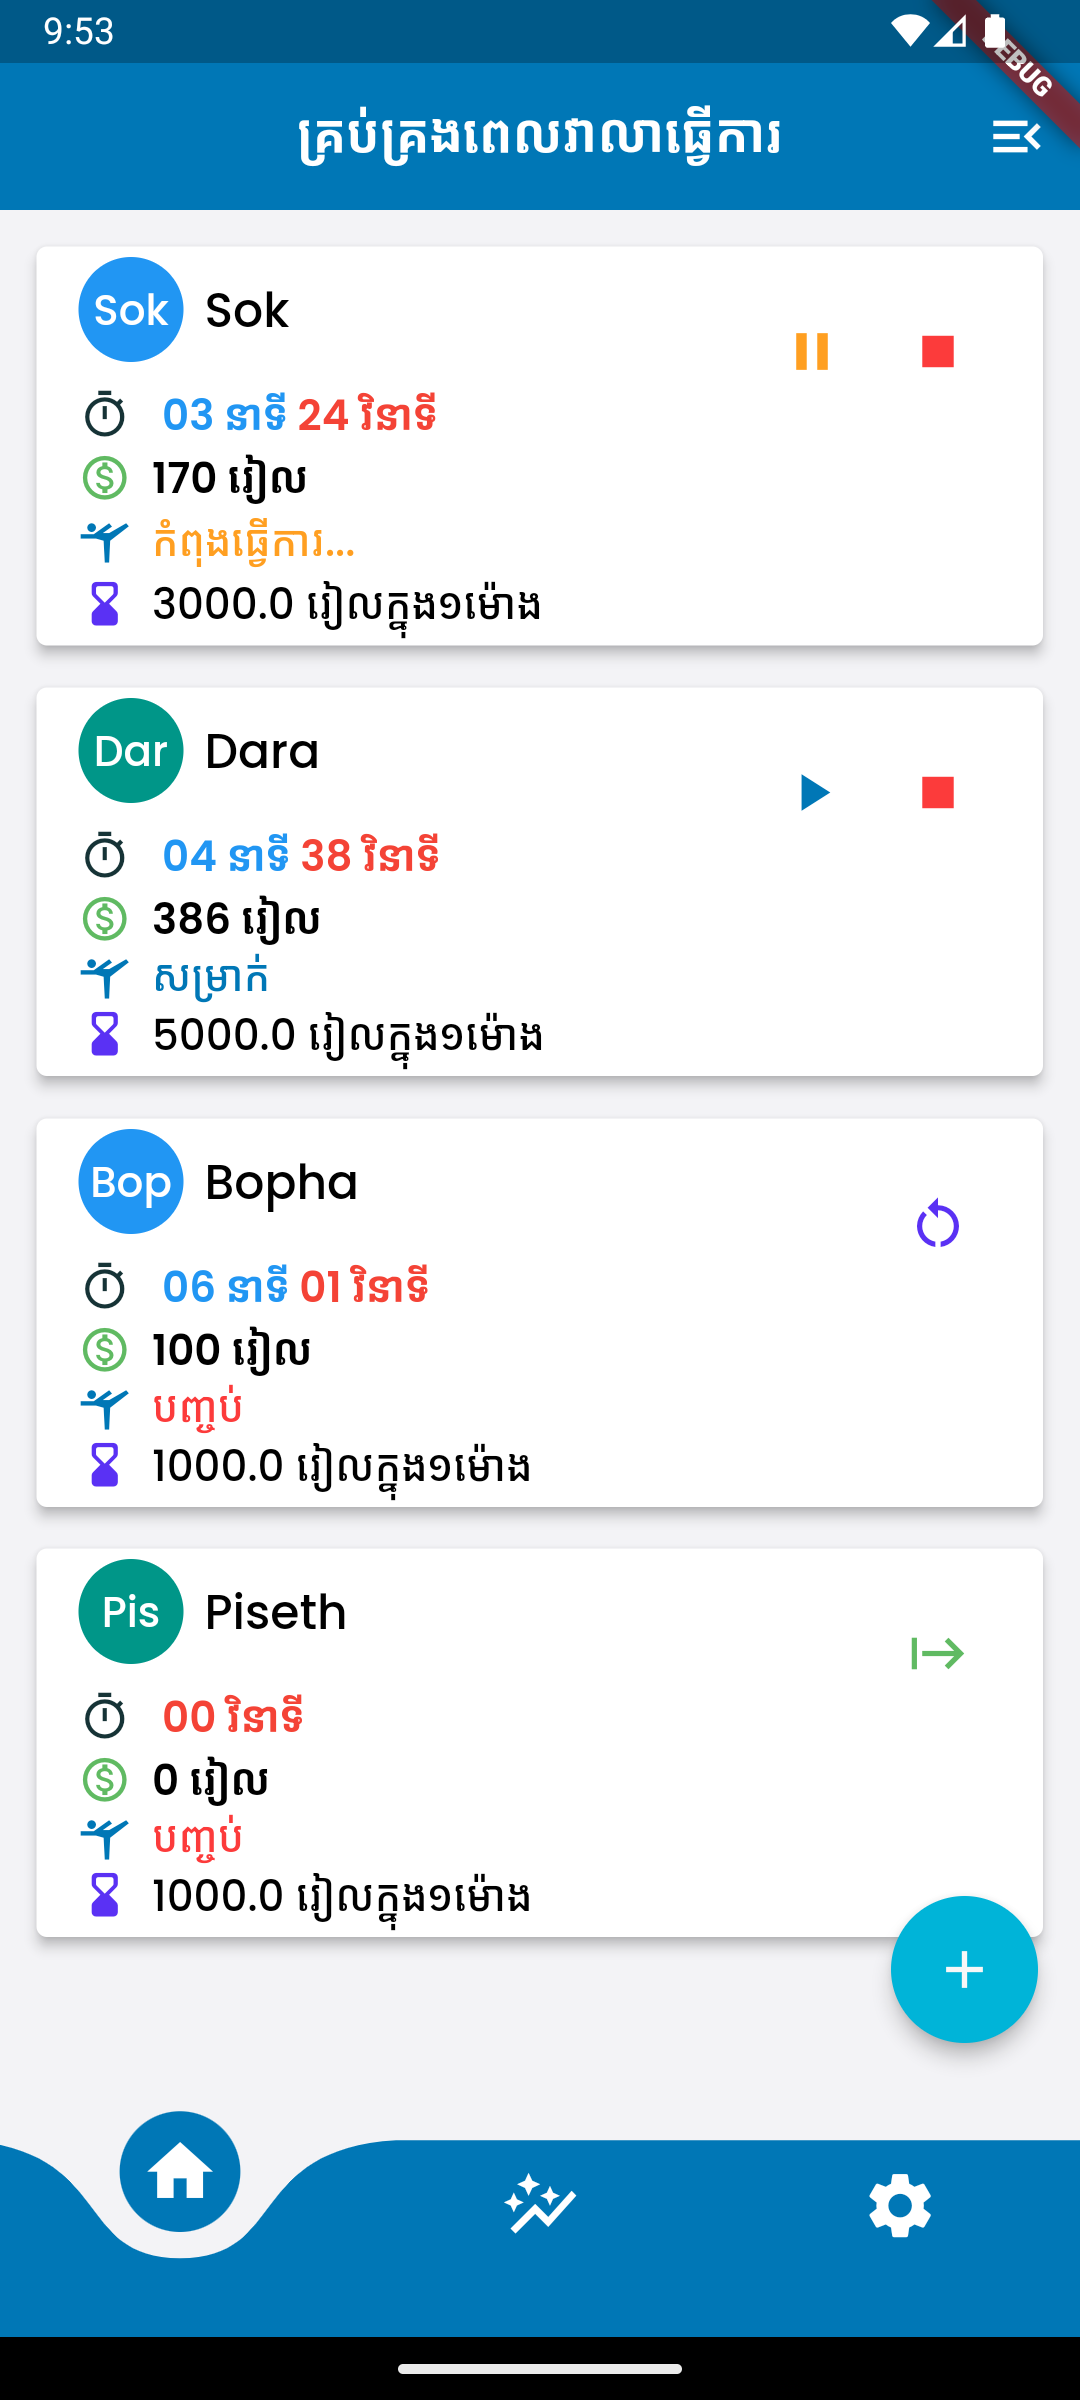 9:53
DEBUG
គ្រប់គ្រងពេលវាលាធ្វើការ
Sok Sok
03 នាទី 24 វិនាទី
170 រៀល
កំពុងធ្វើការ...
3000.0 រៀលក្នុង១ម៉ោង
Dar Dara
04 នាទី 38 វិនាទី
386 រៀល
សម្រាក់
5000.0 រៀលក្នុង១ម៉ោង
Bop Bopha
06 នាទី 01 វិនាទី
100 រៀល
បញ្ចប់
1000.0 រៀលក្នុង១ម៉ោង
Pis Piseth
00 វិនាទី
0 រៀល
បញ្ចប់
1000.0 រៀលក្នុង១ម៉ោង